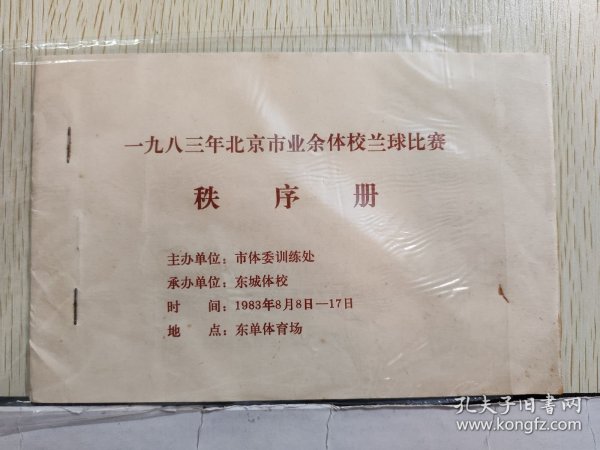 一九八三年北京市业余体校兰球比赛
秩序册
主办单位：市体委训练处
承办单位：东城体校
时　　间：1983年8月8日—17日
地　　点：东单体育场
孔夫子旧书网
www.kongfz.com